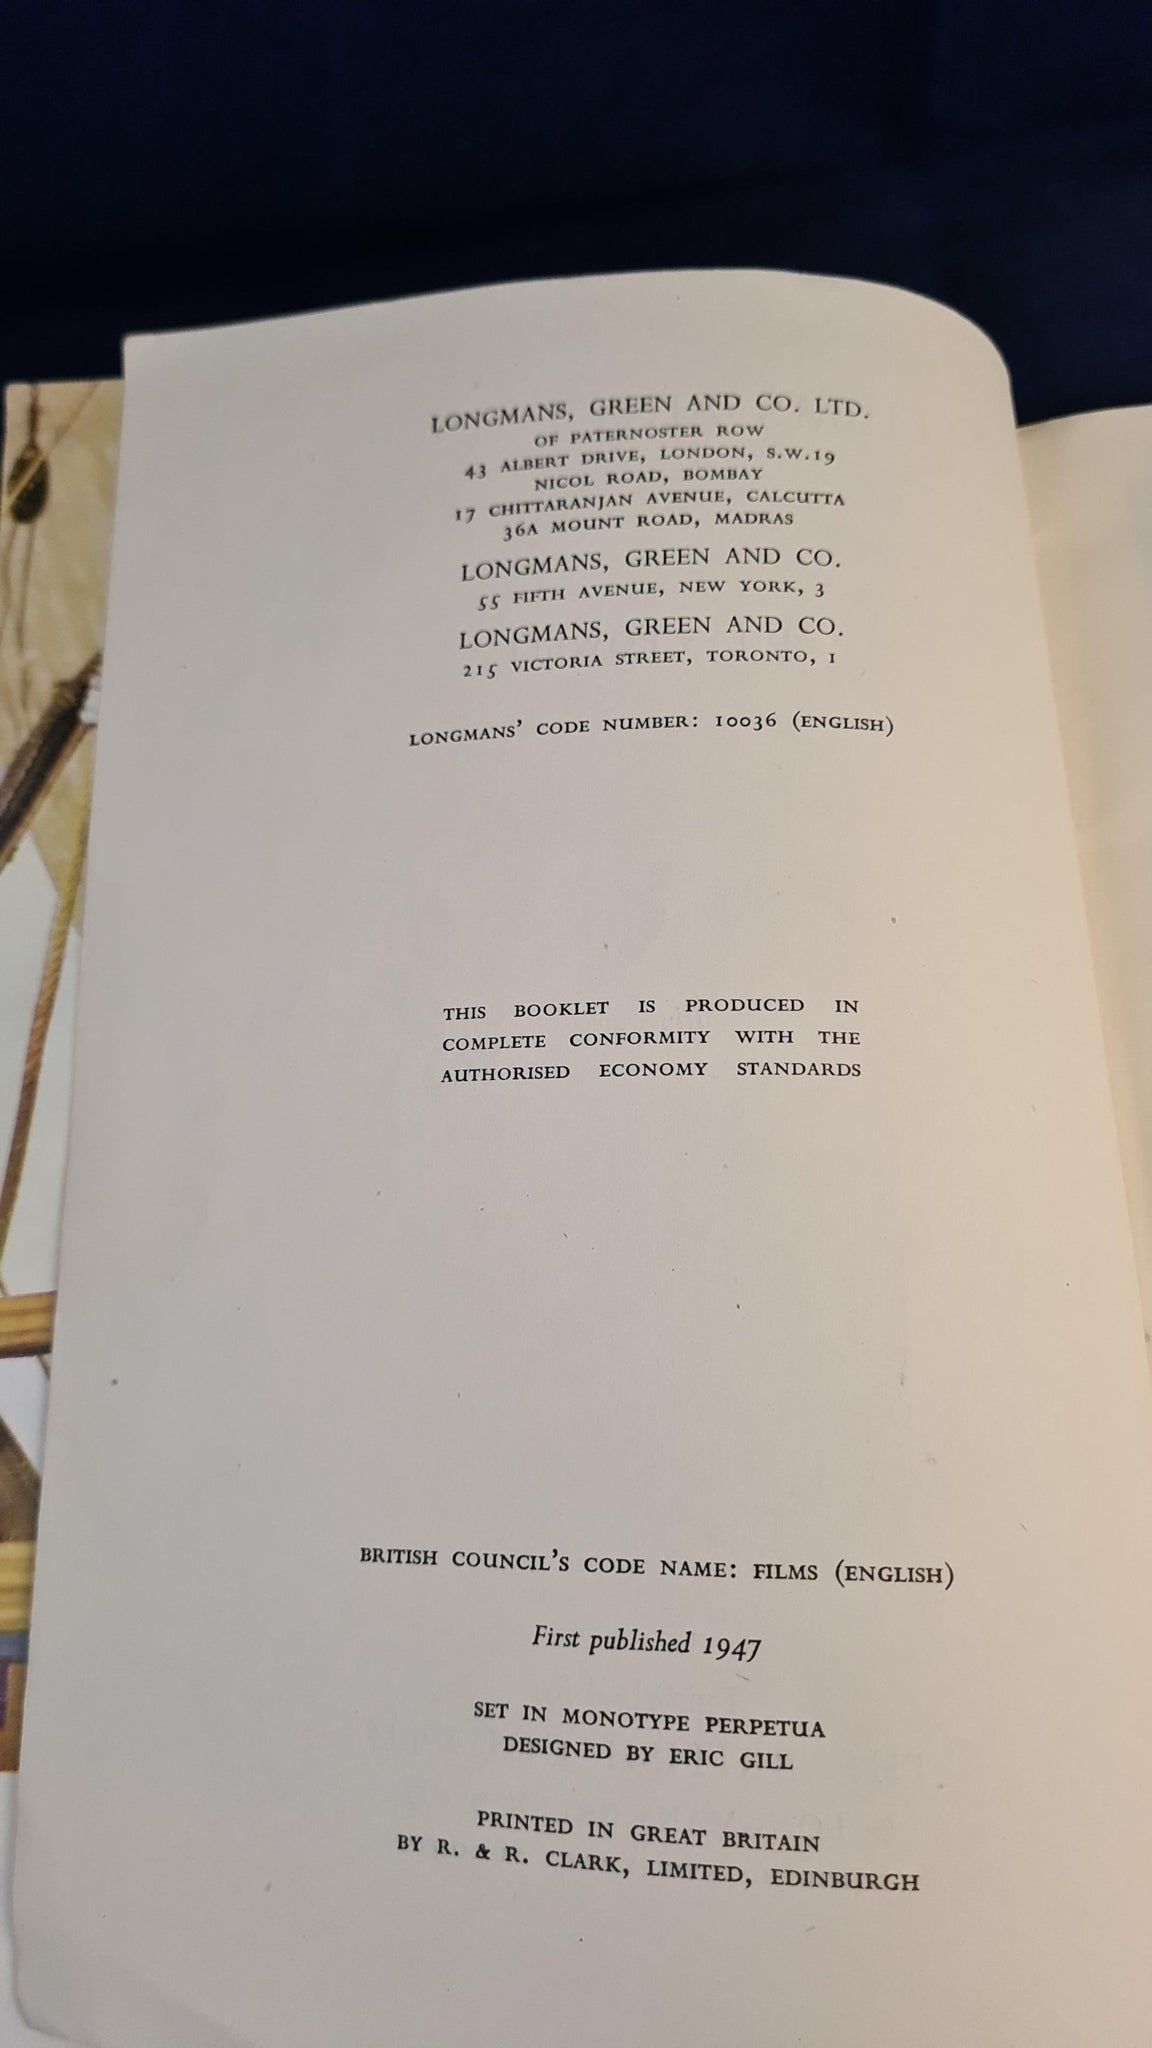 LONGMANS, GREEN AND CO. LTD.
OF PATERNOSTER ROW
43 ALBERT DRIVE, LONDON, S.W.19
NICOL ROAD, BOMBAY
17 CHITTARANJAN AVENUE, CALCUTTA
36A MOUNT ROAD, MADRAS
LONGMANS, GREEN AND CO.
55 FIFTH AVENUE, NEW YORK, 3
LONGMANS, GREEN AND CO.
215 VICTORIA STREET, TORONTO, 1
LONGMANS' CODE NUMBER: 10036 (ENGLISH)
THIS BOOKLET IS PRODUCED IN
COMPLETE CONFORMITY WITH THE
AUTHORISED ECONOMY STANDARDS
BRITISH COUNCIL'S CODE NAME: FILMS (ENGLISH)
First published 1947
SET IN MONOTYPE PERPETUA
DESIGNED BY ERIC GILL
PRINTED IN GREAT BRITAIN
BY R. & R. CLARK, LIMITED, EDINBURGH